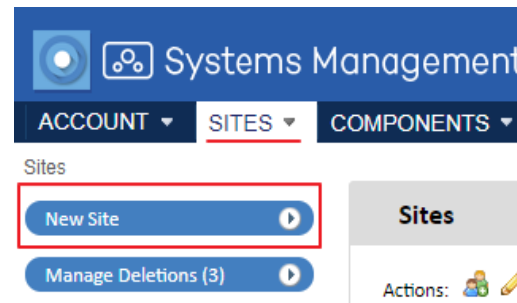 Systems Management
ACCOUNT SITES COMPONENTS
Sites
New Site
Sites
Manage Deletions (3)
Actions: